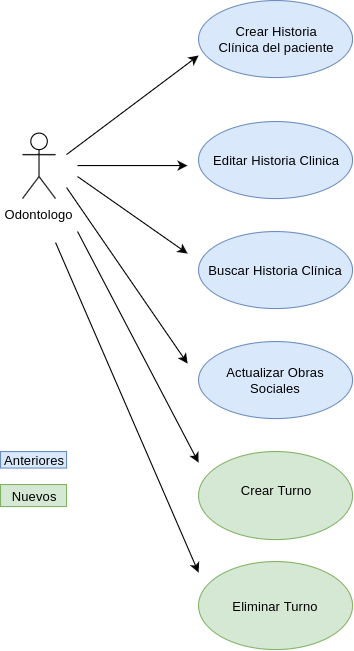 Crear Historia
Clínica del paciente
Editar Historia Clinica
Odontologo
Buscar Historia Clínica
Actualizar Obras
Sociales
Anteriores
Nuevos
Crear Turno
Eliminar Turno